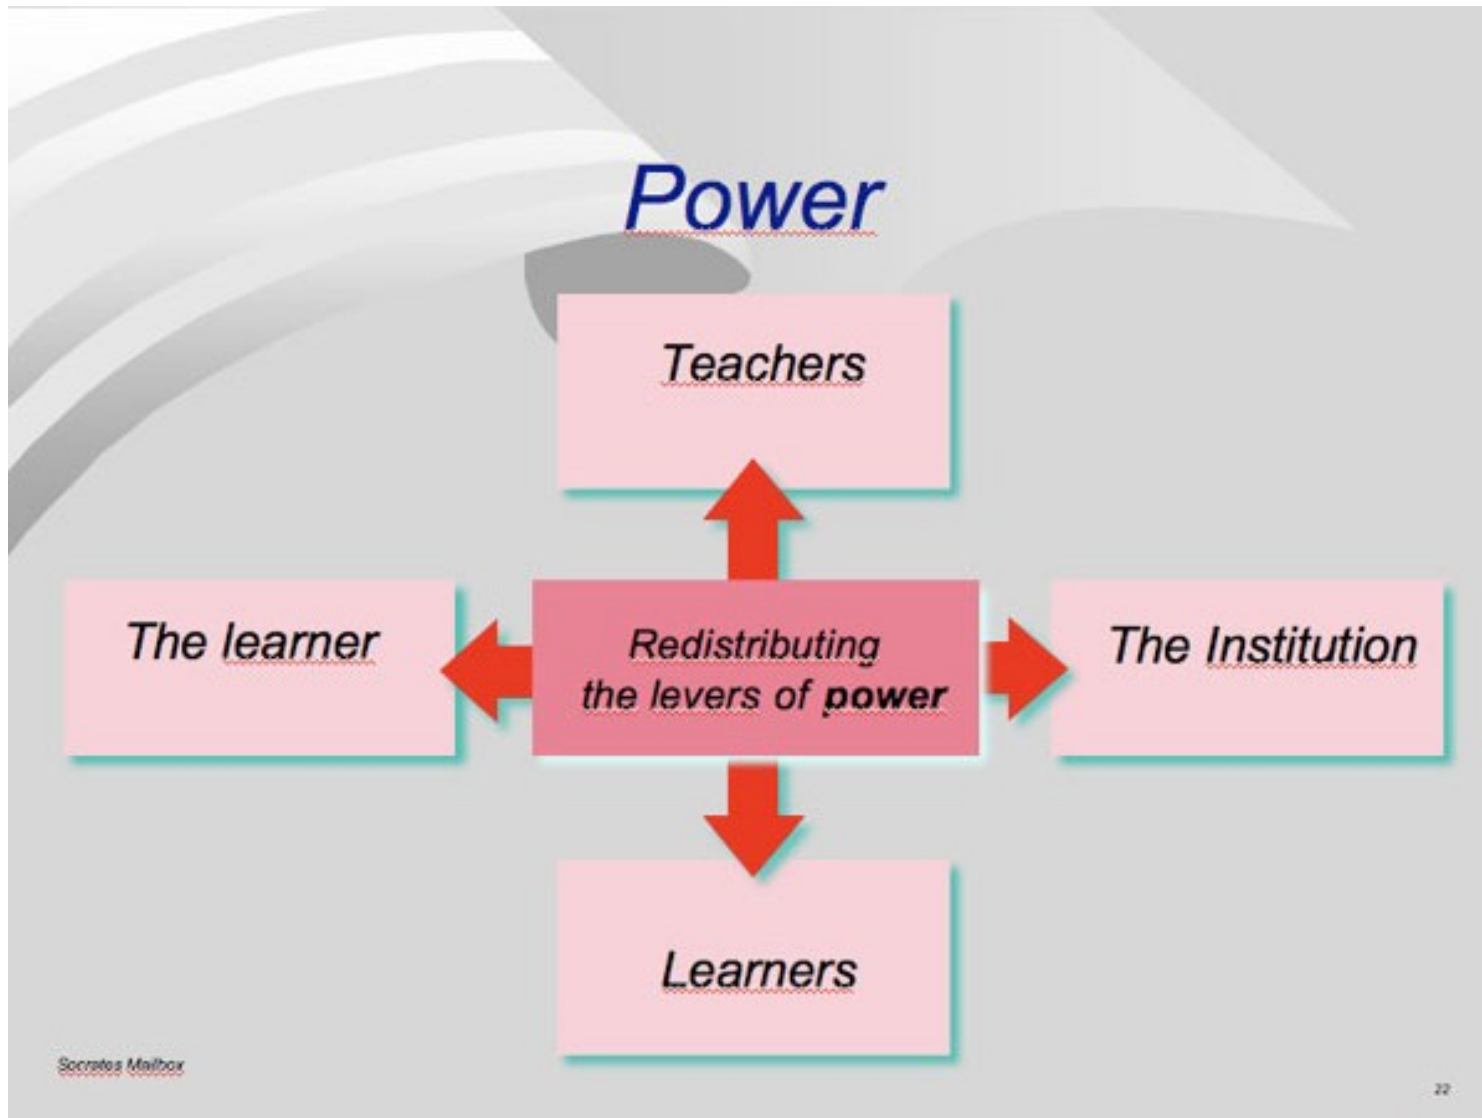 Power
Teachers
The learner
Redistributing
the levers of power
The Institution
Learners
Socrates Mailbox
22